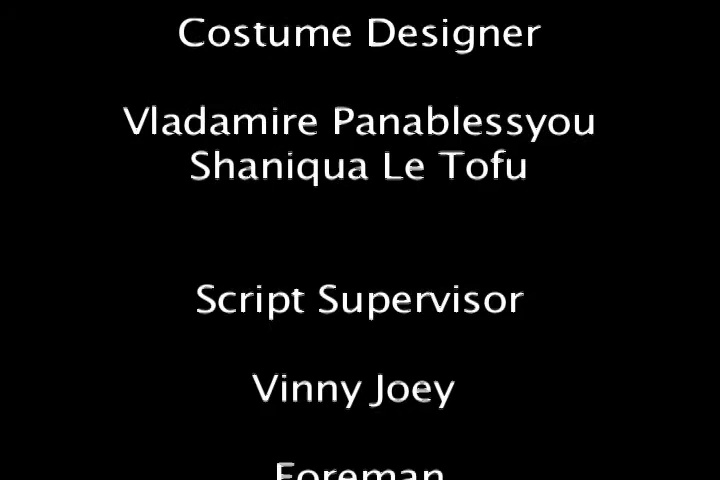 Costume Designer
Vladamire Panablessyou
Shaniqua Le Tofu
Script Supervisor
Vinny Joey
Foreman